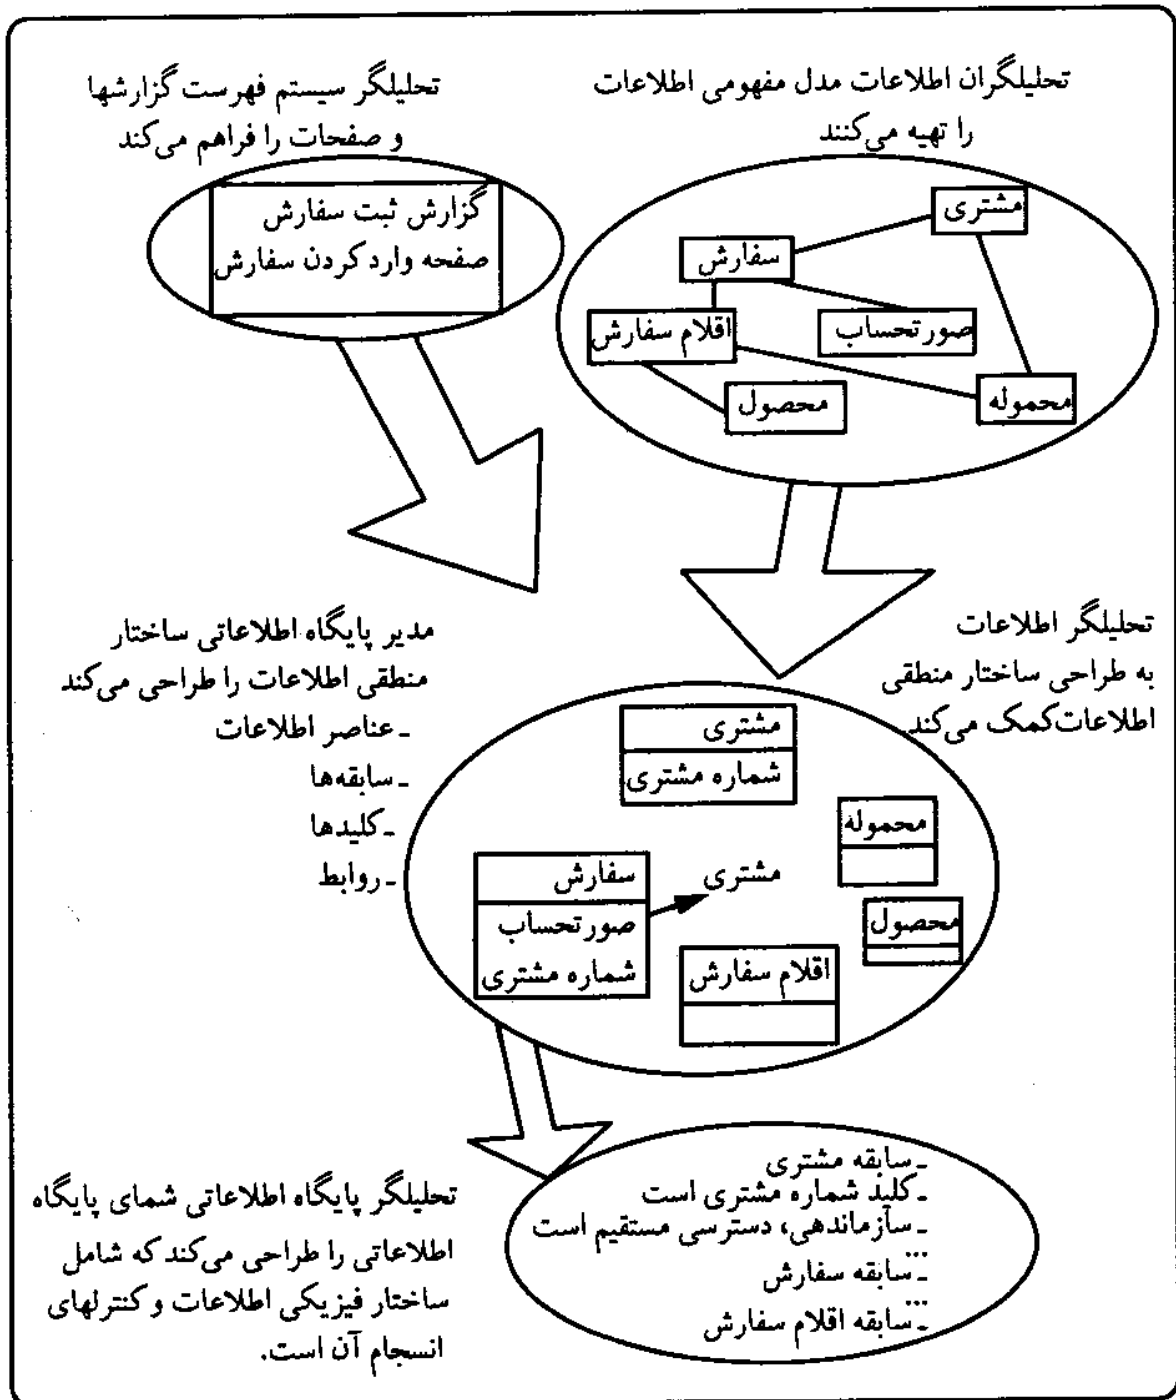 تحلیلگران اطلاعات مدل مفهومی اطلاعات
را تهیه می‌کنند
مشتری
سفارش
اقلام سفارش
صورتحساب
محموله
محصول
تحلیلگر سیستم فهرست گزارشها
و صفحات را فراهم می‌کند
گزارش ثبت سفارش
صفحه واردکردن سفارش
تحلیلگر اطلاعات
به طراحی ساختار منطقی
اطلاعات کمک می‌کند
مدیر پایگاه اطلاعاتی ساختار
منطقی اطلاعات را طراحی می‌کند
ـ عناصر اطلاعات
ـ سابقه‌ها
ـ کلیدها
ـ روابط
مشتری
شماره مشتری
محموله
سفارش
صورتحساب
شماره مشتری
مشتری
محصول
اقلام سفارش
ـ سابقه مشتری
ـ کلید شماره مشتری است
ـ سازماندهی، دسترسی مستقیم است
...
ـ سابقه سفارش
...
ـ سابقه اقلام سفارش
تحلیلگر پایگاه اطلاعاتی شمای پایگاه
اطلاعاتی را طراحی می‌کند که شامل
ساختار فیزیکی اطلاعات و کنترلهای
انسجام آن است.